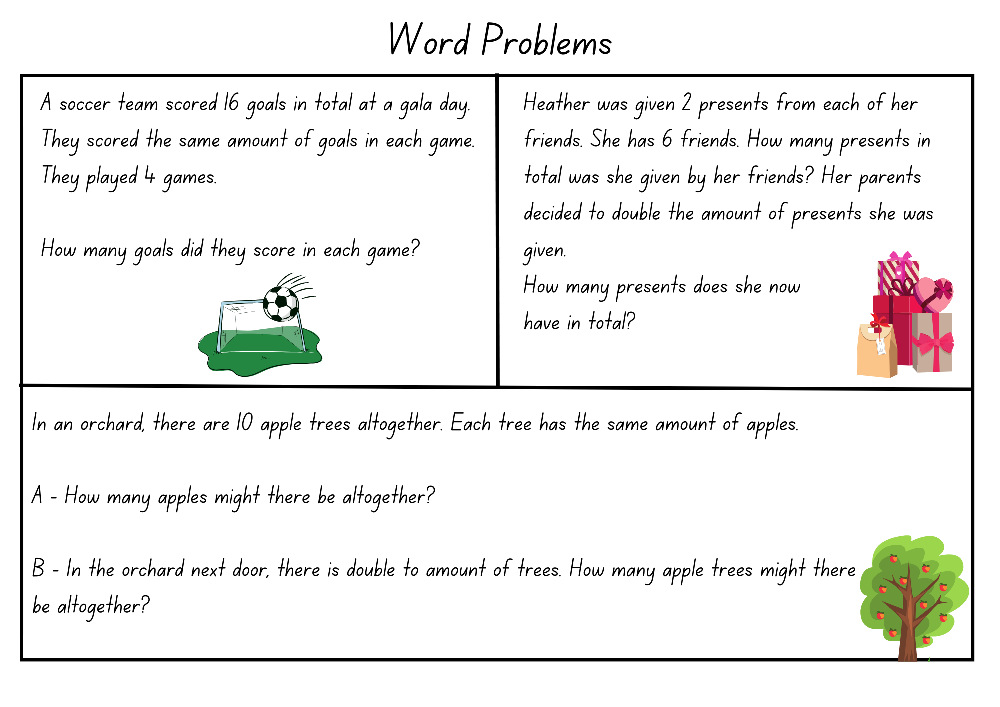 Word Problems
A soccer team scored 16 goals in total at a gala day.
They scored the same amount of goals in each game.
They played 4 games.
How many goals did they score in each game?
Heather was given 2 presents from each of her
friends. She has 6 friends. How many presents in
total was she given by her friends? Her parents
decided to double the amount of presents she was
given.
How many presents does she now
have in total?
In an orchard, there are 10 apple trees altogether. Each tree has the same amount of apples.
A - How many apples might there be altogether?
B - In the orchard next door, there is double to amount of trees. How many apple trees might there
be altogether?